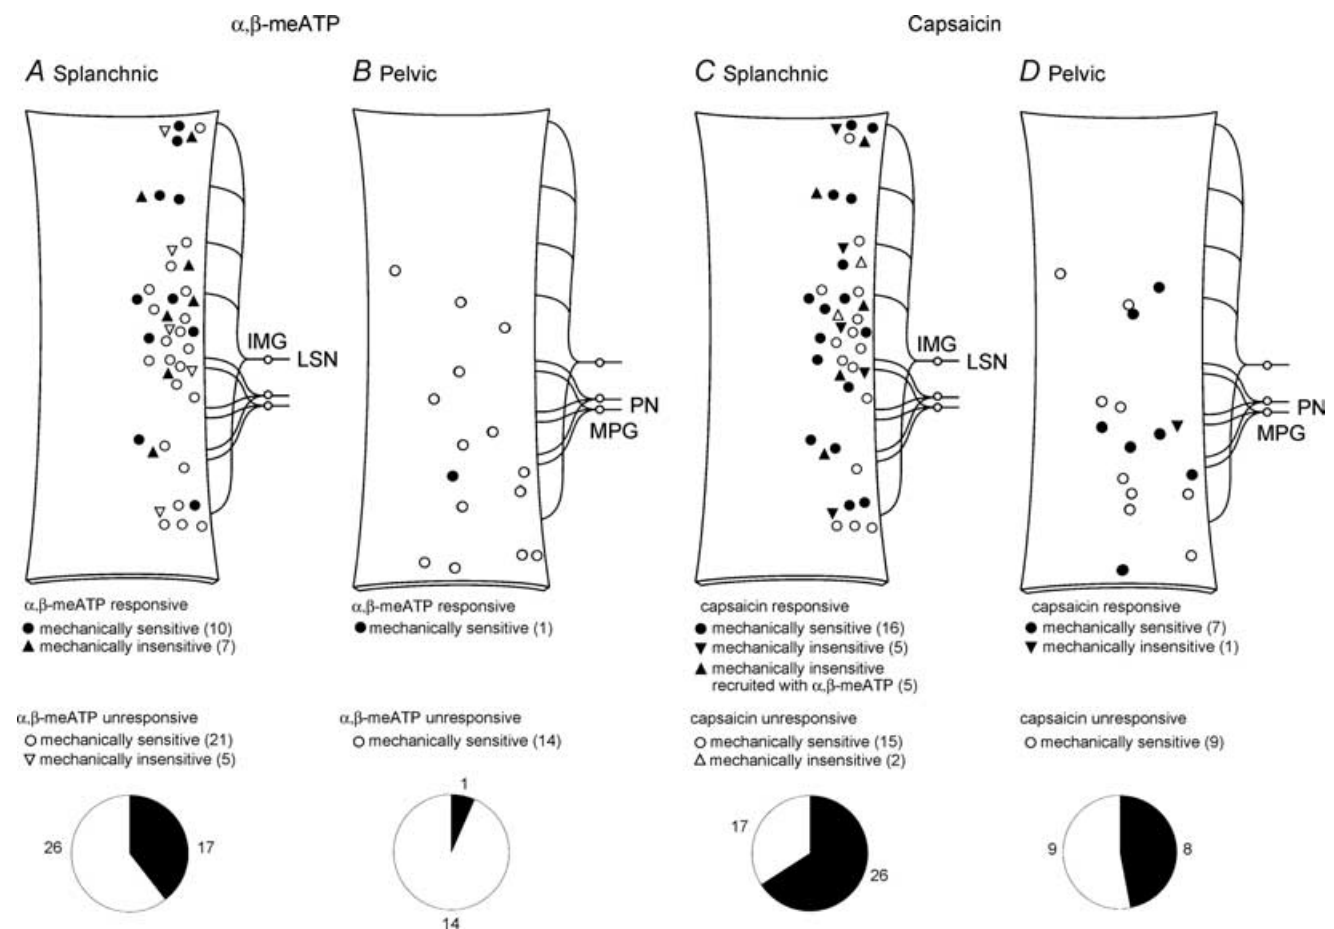 α,β-meATP
Capsaicin
A Splanchnic
B Pelvic
C Splanchnic
D Pelvic
IMG
LSN
PN
MPG
IMG
LSN
PN
MPG
α,β-meATP responsive
mechanically sensitive (10)
mechanically insensitive (7)
α,β-meATP responsive
mechanically sensitive (1)
capsaicin responsive
mechanically sensitive (16)
mechanically insensitive (5)
mechanically insensitive
recruited with α,β-meATP (5)
capsaicin responsive
mechanically sensitive (7)
mechanically insensitive (1)
α,β-meATP unresponsive
mechanically sensitive (21)
mechanically insensitive (5)
α,β-meATP unresponsive
mechanically sensitive (14)
capsaicin unresponsive
mechanically sensitive (15)
mechanically insensitive (2)
capsaicin unresponsive
mechanically sensitive (9)
26
17
1
14
17
26
9
8